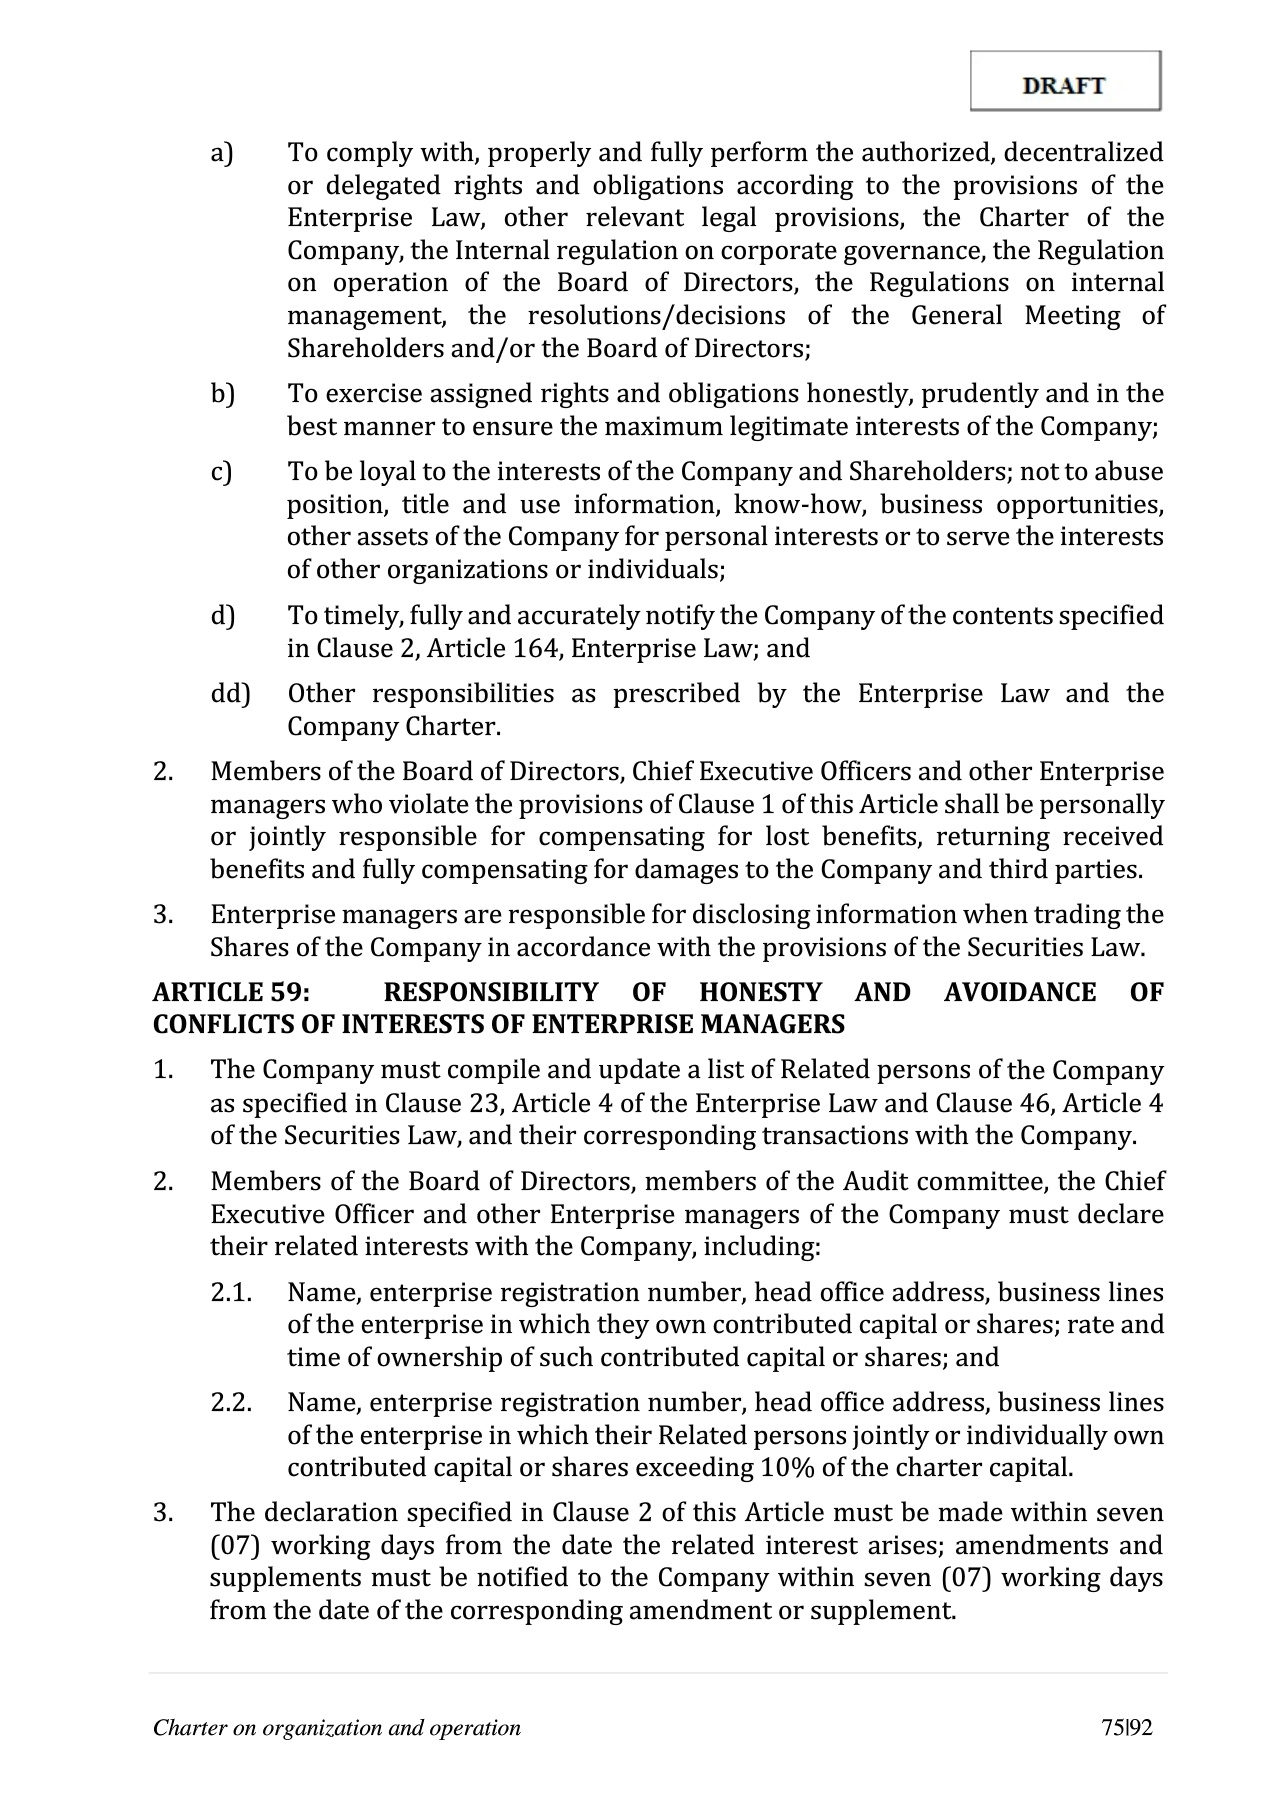 DRAFT
a) To comply with, properly and fully perform the authorized, decentralized
or delegated rights and obligations according to the provisions of the
Enterprise Law, other relevant legal provisions, the Charter of the
Company, the Internal regulation on corporate governance, the Regulation
on operation of the Board of Directors, the Regulations on internal
management, the resolutions/decisions of the General Meeting of
Shareholders and/or the Board of Directors;
b) To exercise assigned rights and obligations honestly, prudently and in the
best manner to ensure the maximum legitimate interests of the Company;
c) To be loyal to the interests of the Company and Shareholders; not to abuse
position, title and use information, know-how, business opportunities,
other assets of the Company for personal interests or to serve the interests
of other organizations or individuals;
d) To timely, fully and accurately notify the Company of the contents specified
in Clause 2, Article 164, Enterprise Law; and
dd) Other responsibilities as prescribed by the Enterprise Law and the
Company Charter.
2. Members of the Board of Directors, Chief Executive Officers and other Enterprise
managers who violate the provisions of Clause 1 of this Article shall be personally
or jointly responsible for compensating for lost benefits, returning received
benefits and fully compensating for damages to the Company and third parties.
3. Enterprise managers are responsible for disclosing information when trading the
Shares of the Company in accordance with the provisions of the Securities Law.
ARTICLE 59: RESPONSIBILITY OF HONESTY AND AVOIDANCE OF
CONFLICTS OF INTERESTS OF ENTERPRISE MANAGERS
1. The Company must compile and update a list of Related persons of the Company
as specified in Clause 23, Article 4 of the Enterprise Law and Clause 46, Article 4
of the Securities Law, and their corresponding transactions with the Company.
2. Members of the Board of Directors, members of the Audit committee, the Chief
Executive Officer and other Enterprise managers of the Company must declare
their related interests with the Company, including:
2.1. Name, enterprise registration number, head office address, business lines
of the enterprise in which they own contributed capital or shares; rate and
time of ownership of such contributed capital or shares; and
2.2. Name, enterprise registration number, head office address, business lines
of the enterprise in which their Related persons jointly or individually own
contributed capital or shares exceeding 10% of the charter capital.
3. The declaration specified in Clause 2 of this Article must be made within seven
(07) working days from the date the related interest arises; amendments and
supplements must be notified to the Company within seven (07) working days
from the date of the corresponding amendment or supplement.
Charter on organization and operation 75|92